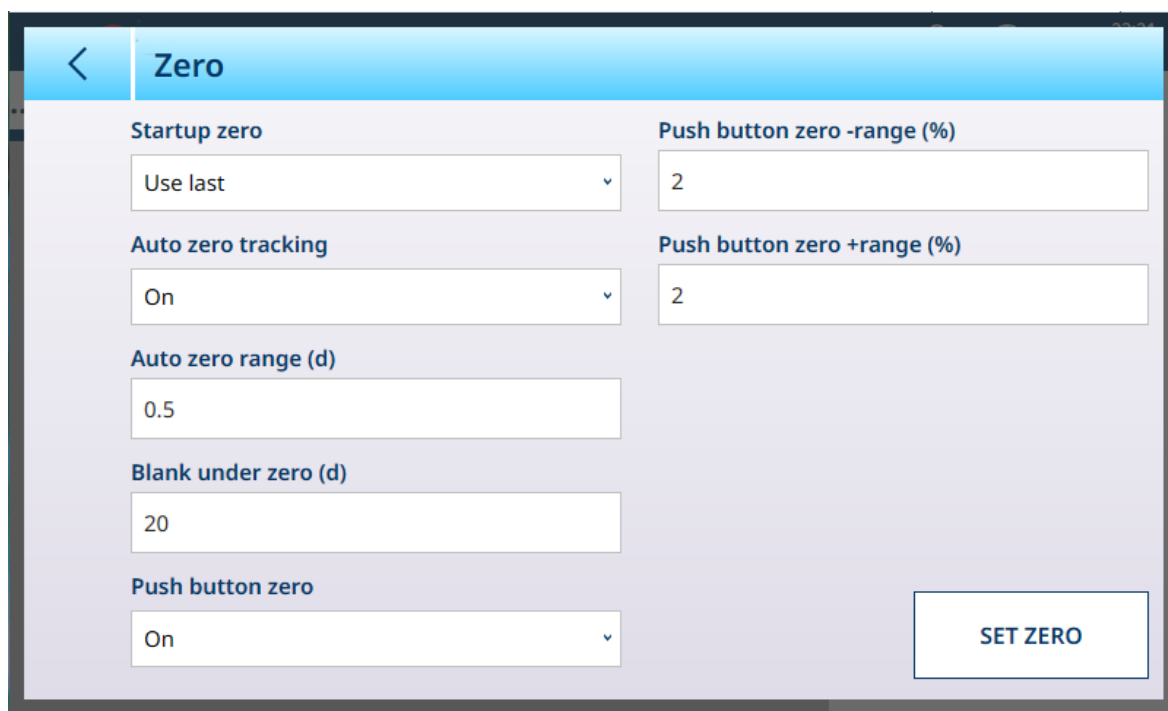 Zero
Startup zero
Use last
Auto zero tracking
On
Auto zero range (d)
0.5
Blank under zero (d)
20
Push button zero
On
Push button zero -range (%)
2
Push button zero +range (%)
2
SET ZERO